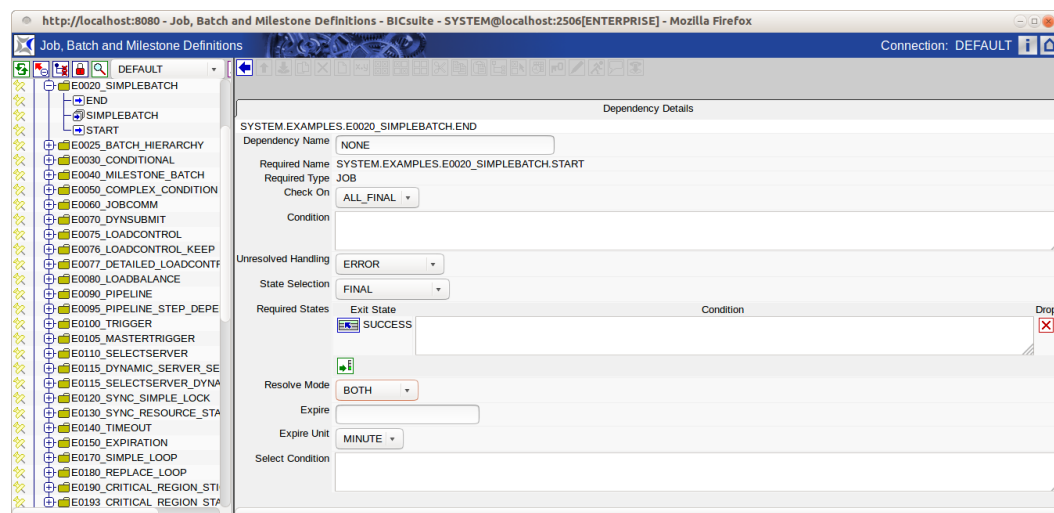 http://localhost:8080 - Job, Batch and Milestone Definitions - BICsuite - SYSTEM@localhost:2506[ENTERPRISE] - Mozilla Firefox
Job, Batch and Milestone Definitions
Connection: DEFAULT
DEFAULT
E0020_SIMPLEBATCH
END
SIMPLEBATCH
START
E0025_BATCH_HIERARCHY
E0030_CONDITIONAL
E0040_MILESTONE_BATCH
E0050_COMPLEX_CONDITION
E0060_JOBCOMM
E0070_DYNSUBMIT
E0075_LOADCONTROL
E0076_LOADCONTROL_KEEP
E0077_DETAILED_LOADCONTF
E0080_LOADBALANCE
E0090_PIPELINE
E0095_PIPELINE_STEP_DEPE
E0100_TRIGGER
E0105_MASTERTRIGGER
E0110_SELECTSERVER
E0115_DYNAMIC_SERVER_SE
E0115_SELECTSERVER_DYNA
E0120_SYNC_SIMPLE_LOCK
E0130_SYNC_RESOURCE_STA
E0140_TIMEOUT
E0150_EXPIRATION
E0170_SIMPLE_LOOP
E0180_REPLACE_LOOP
E0190_CRITICAL_REGION_STI
E0193_CRITICAL_REGION_STA
Dependency Details
SYSTEM.EXAMPLES.E0020_SIMPLEBATCH.END
Dependency Name NONE
Required Name SYSTEM.EXAMPLES.E0020_SIMPLEBATCH.START
Required Type JOB
Check On ALL_FINAL
Condition
Unresolved Handling ERROR
State Selection FINAL
Required States Exit State Condition Drop
SUCCESS
Resolve Mode BOTH
Expire
Expire Unit MINUTE
Select Condition